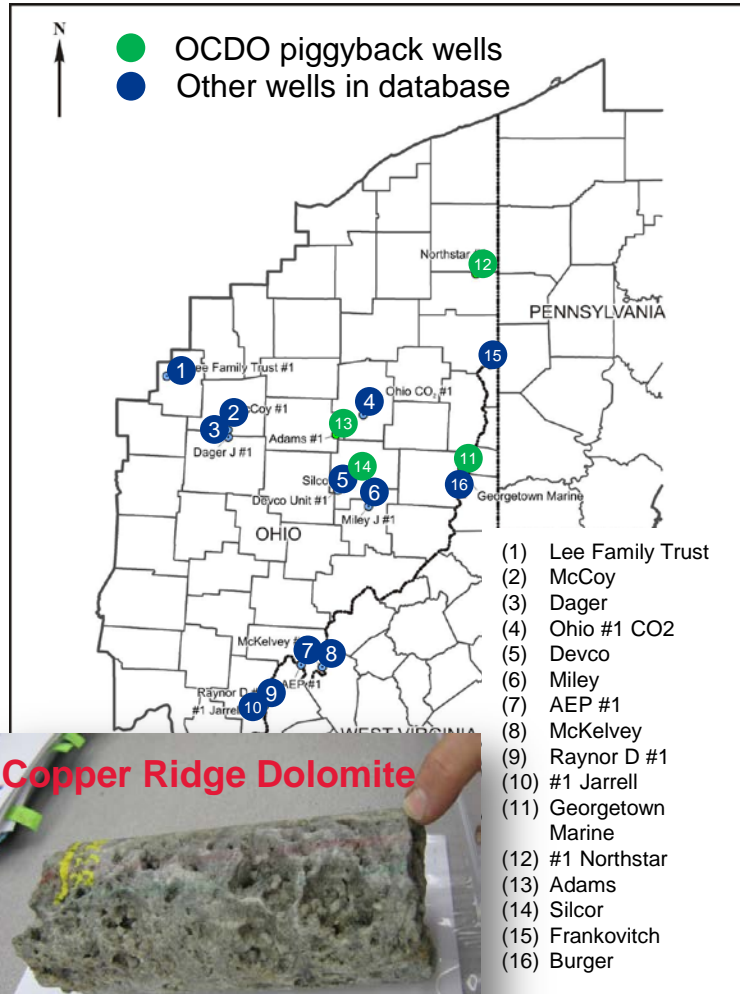 N
OCDO piggyback wells
Other wells in database
Northstar
12
PENNSYLVANIA
15
1
ee Family Trust #1
Ohio CO₂ #1
4
2
Coy #1
3
13
Adams #1
Dager J #1
11
14
Silco
5
6
16
Devco Unit #1
Georgetown Marine
Miley J #1
OHIO
McKelvey
7
8
AEP #1
Raynor D #
9
#1 Jarrell
10
WEST VIRGINIA
Copper Ridge Dolomite
(1) Lee Family Trust
(2) McCoy
(3) Dager
(4) Ohio #1 CO2
(5) Devco
(6) Miley
(7) AEP #1
(8) McKelvey
(9) Raynor D #1
(10) #1 Jarrell
(11) Georgetown
Marine
(12) #1 Northstar
(13) Adams
(14) Silcor
(15) Frankovitch
(16) Burger